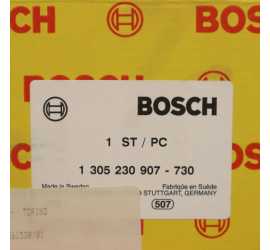 BOSCH
BOSCH
1 ST / PC
1 305 230 907 - 730
Made in Sweden Fabriqué en Suède
STUTTGART, GERMANY
507